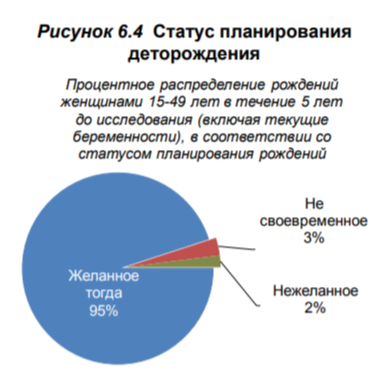 Рисунок 6.4 Статус планирования
деторождения
Процентное распределение рождений
женщинами 15-49 лет в течение 5 лет
до исследования (включая текущие
беременности), в соответствии со
статусом планирования рождений
Не
своевременное
3%
Желанное
тогда
95%
Нежеланное
2%